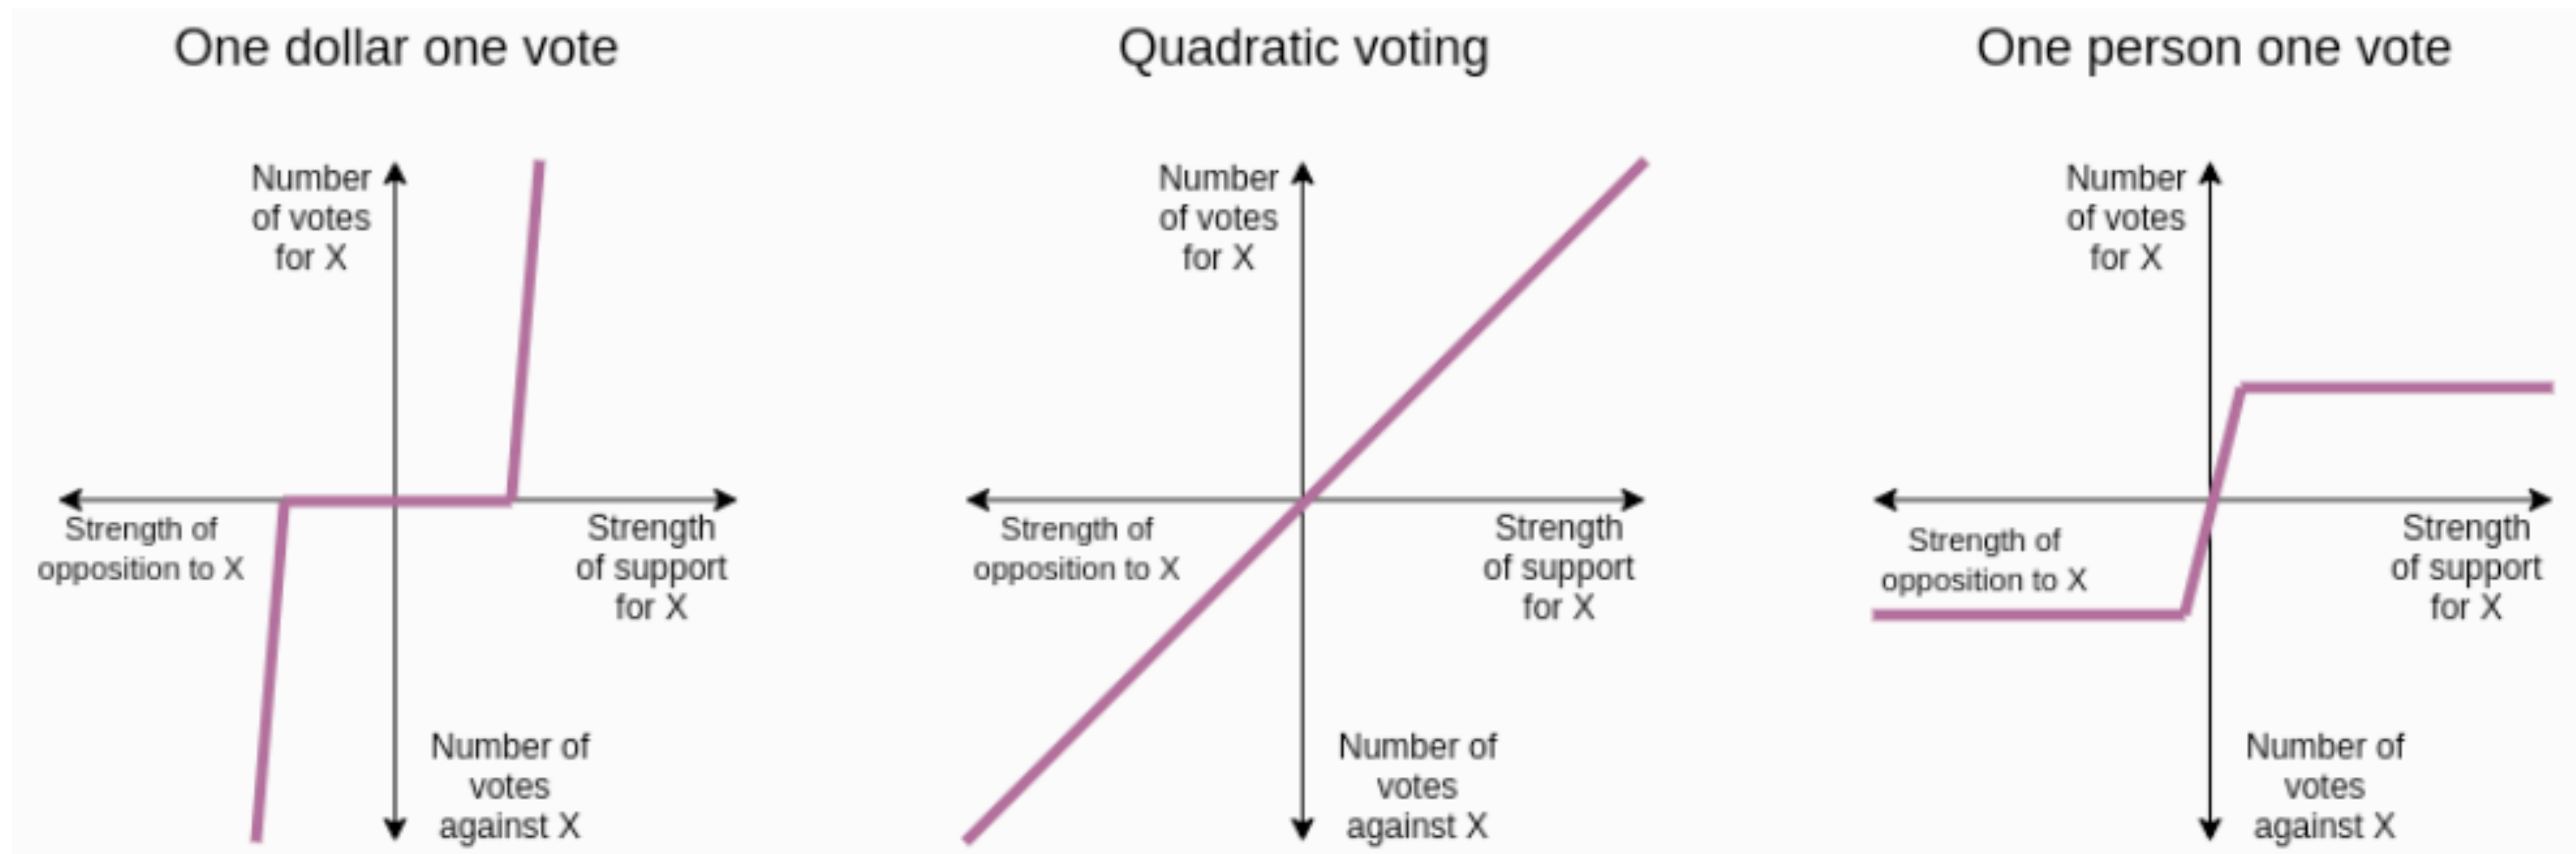 One dollar one vote
Number
of votes
for X
Strength of
opposition to X
Strength
of support
for X
Number of
votes
against X
Quadratic voting
Number
of votes
for X
Strength of
opposition to X
Strength
of support
for X
Number of
votes
against X
One person one vote
Number
of votes
for X
Strength of
opposition to X
Strength
of support
for X
Number of
votes
against X